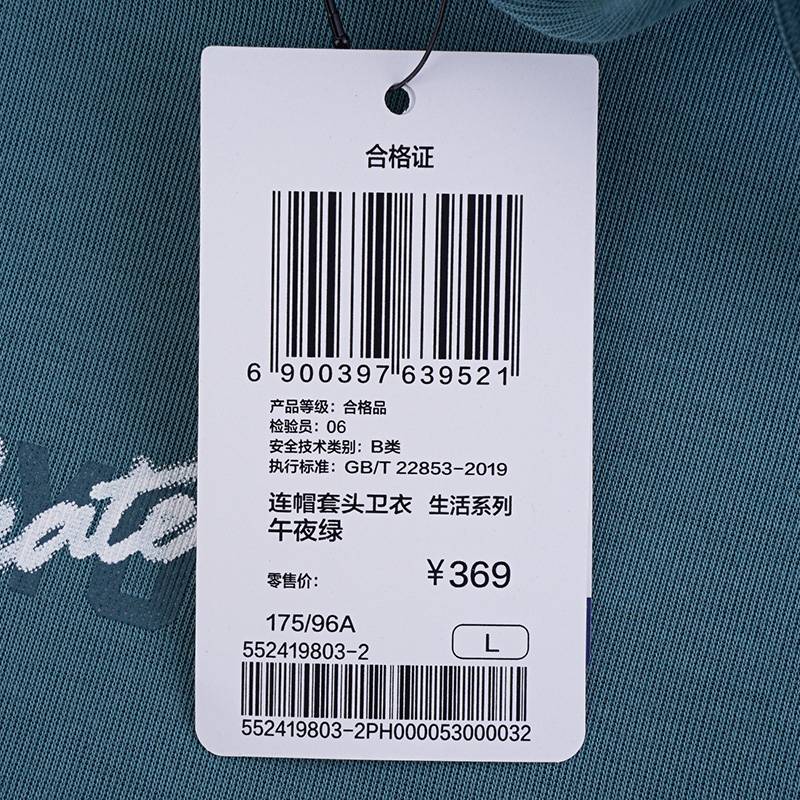 合格证
6 900397 639521
产品等级：合格品
检验员：06
安全技术类别：B类
执行标准：GB/T 22853-2019
连帽套头卫衣 生活系列
午夜绿
零售价： ¥369
175/96A
552419803-2 L
552419803-2PH000053000032
eate